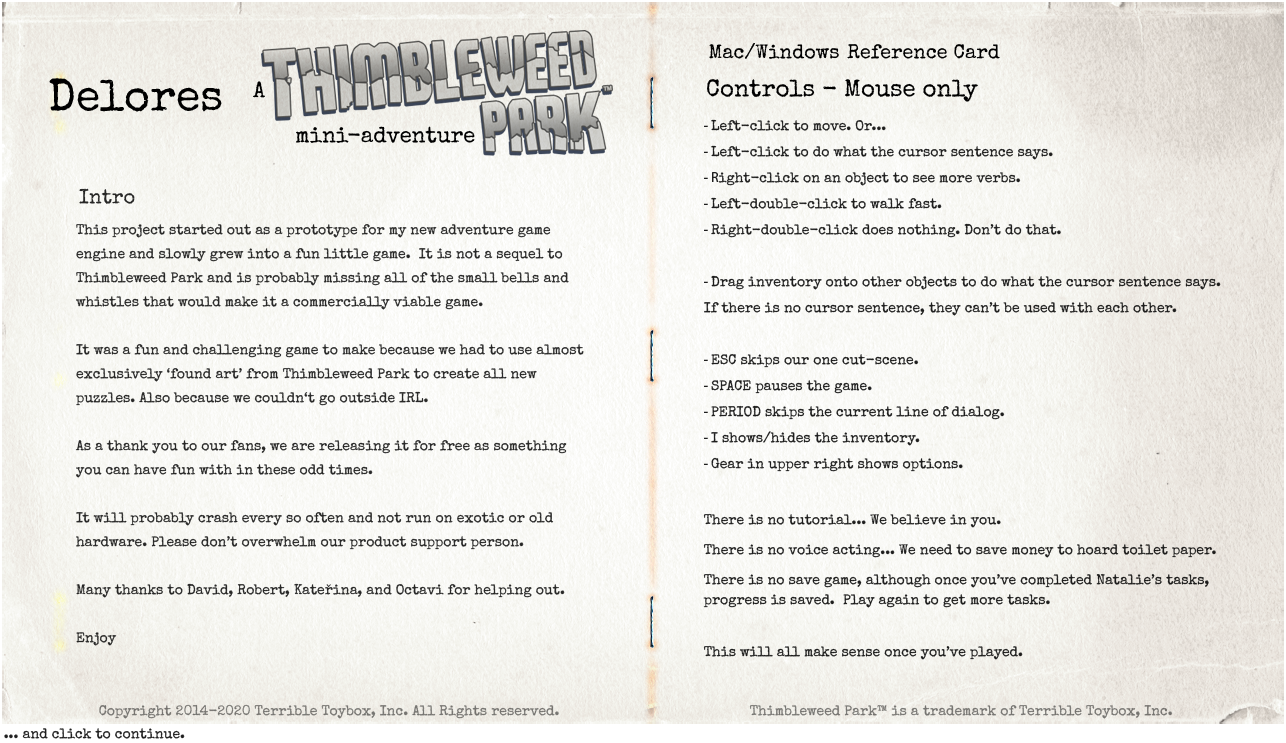 Delores A THIMBLEWEED PARK™
mini-adventure
Intro
This project started out as a prototype for my new adventure game
engine and slowly grew into a fun little game.  It is not a sequel to
Thimbleweed Park and is probably missing all of the small bells and
whistles that would make it a commercially viable game.
It was a fun and challenging game to make because we had to use almost
exclusively ‘found art’ from Thimbleweed Park to create all new
puzzles. Also because we couldn‘t go outside IRL.
As a thank you to our fans, we are releasing it for free as something
you can have fun with in these odd times.
It will probably crash every so often and not run on exotic or old
hardware. Please don’t overwhelm our product support person.
Many thanks to David, Robert, Kateřina, and Octavi for helping out.
Enjoy
Copyright 2014-2020 Terrible Toybox, Inc. All Rights reserved.
Mac/Windows Reference Card
Controls - Mouse only
- Left-click to move. Or...
- Left-click to do what the cursor sentence says.
- Right-click on an object to see more verbs.
- Left-double-click to walk fast.
- Right-double-click does nothing. Don’t do that.
- Drag inventory onto other objects to do what the cursor sentence says.
If there is no cursor sentence, they can’t be used with each other.
- ESC skips our one cut-scene.
- SPACE pauses the game.
- PERIOD skips the current line of dialog.
- I shows/hides the inventory.
- Gear in upper right shows options.
There is no tutorial... We believe in you.
There is no voice acting... We need to save money to hoard toilet paper.
There is no save game, although once you’ve completed Natalie’s tasks,
progress is saved.  Play again to get more tasks.
This will all make sense once you’ve played.
Thimbleweed Park™ is a trademark of Terrible Toybox, Inc.
... and click to continue.